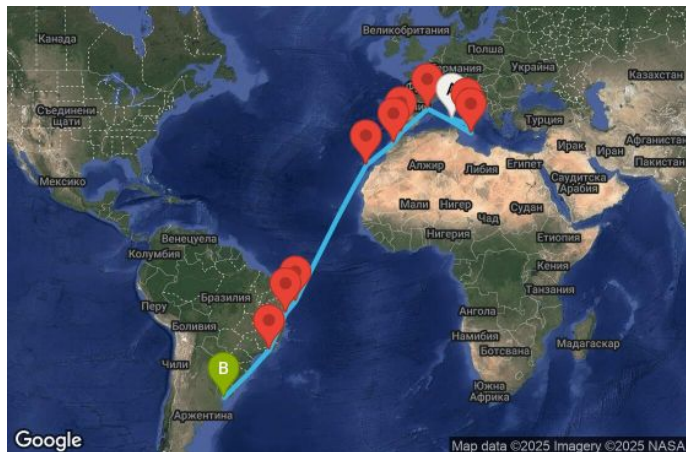 Канада
Великобритания
Полша
Германия
Украйна
Казахстан
Съединени
щати
Турция
Афганистан
Ирак
Иран
Пакистан
Алжир
Либия
Египет
Саудитска
Арабия
Мексико
Мали
Нигер
Чад
Судан
Венецуела
Нигерия
Етиопия
Колумбия
Кения
Перу
Бразилия
Танзания
Ангола
Боливия
Намибия
Ботсвана
Мадагаскар
Чили
B
Южна
Африка
Аржентина
Google
Map data ©2025 Imagery ©2025 NASA